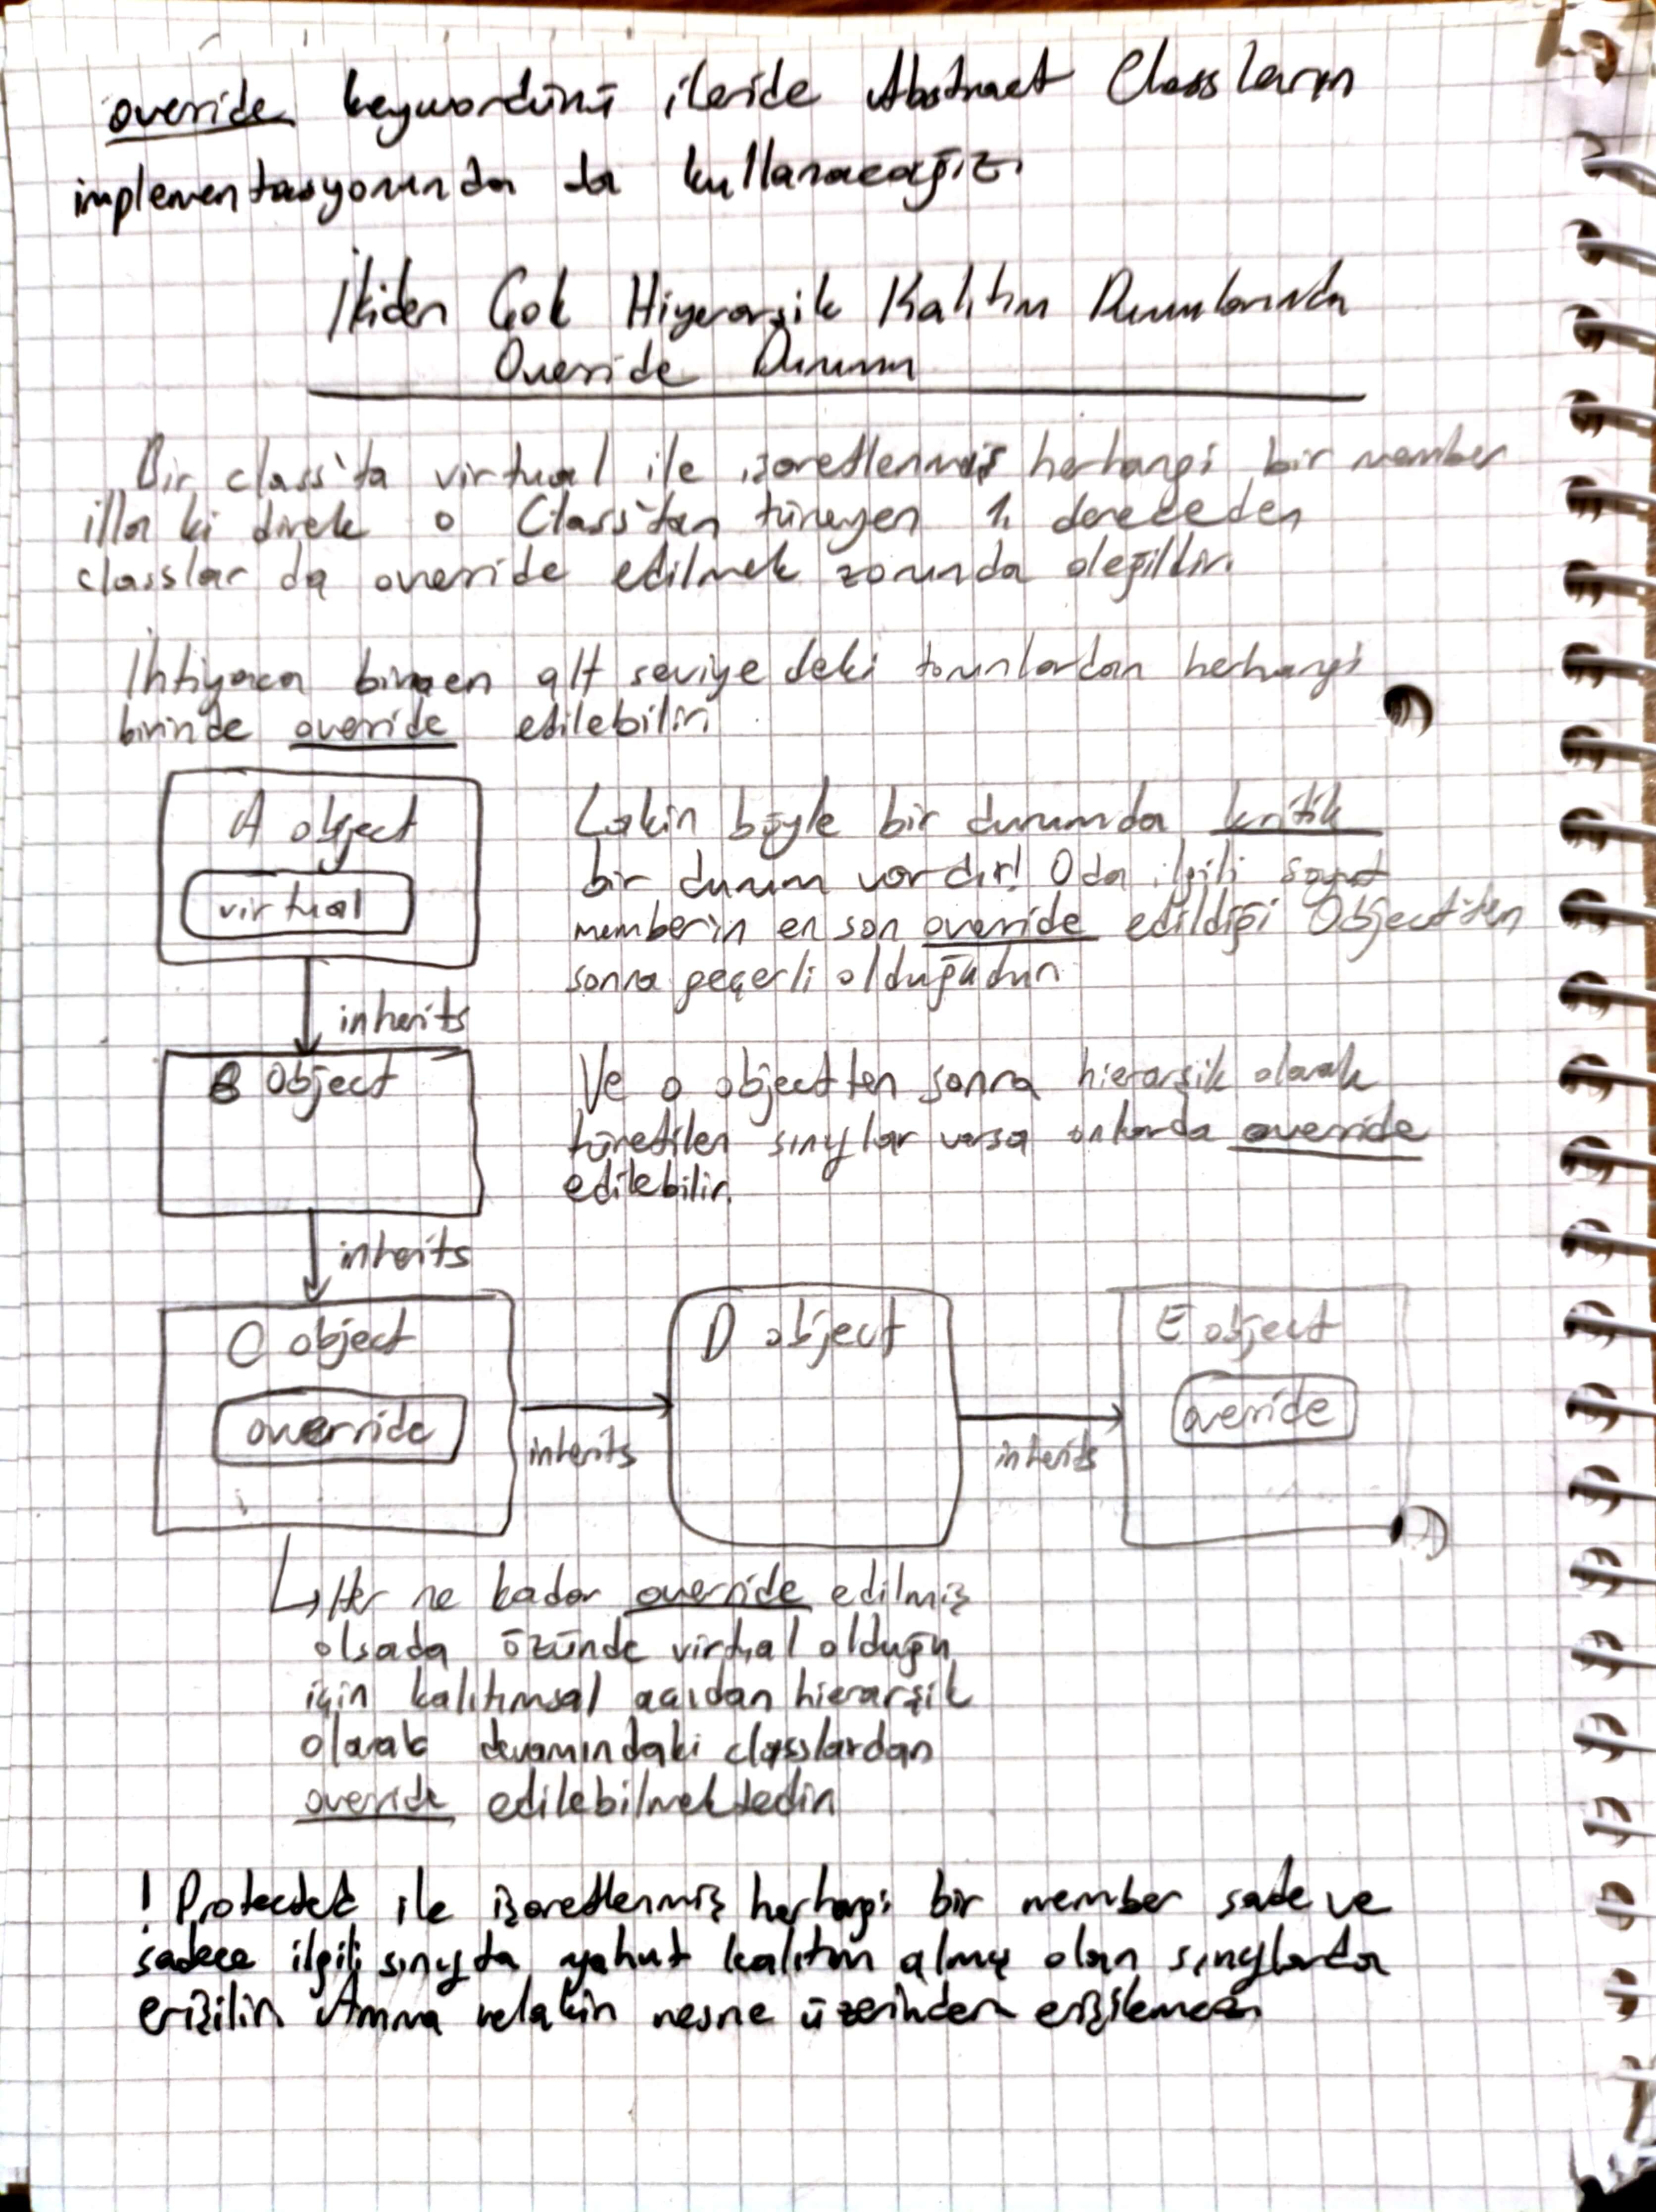 override keywordünü ileride Abstract Classların
implementasyonunda da kullanacağız.
İkiden Çok Hiyerarşik Kalıtım Durumlarında
Override Durumu
Bir class'ta virtual ile işaretlenmiş herhangi bir member
illa ki direk o Class'tan türeyen 1. dereceden
classlar da override edilmek zorunda değildir.
İhtiyaca binaen alt seviyedeki torunlardan herhangi
birinde override edilebilir.
A object
virtual
Lakin böyle bir durumda kritik
bir durum vardır! Oda ilgili
memberin en son override edildiği Object'ten
sonra geçerli olduğudur.
inherits
B Object
Ve o objectten sonra hierarşik olarak
türetilen sınıflar varsa onlarda override
edilebilir.
inherits
C object
override
inherits
D object
inherits
E object
override
Her ne kadar override edilmiş
olsada özünde virtual olduğu
için kalıtımsal açıdan hierarşik
olarak devamındaki classlardan
override edilebilmektedir.
! Protected ile işaretlenmiş herhangi bir member sade ve
sadece ilgili sınıfta yahut kalıtım almış olan sınıflarda
erişilir. Amma velakin nesne üzerinden erişilemez.